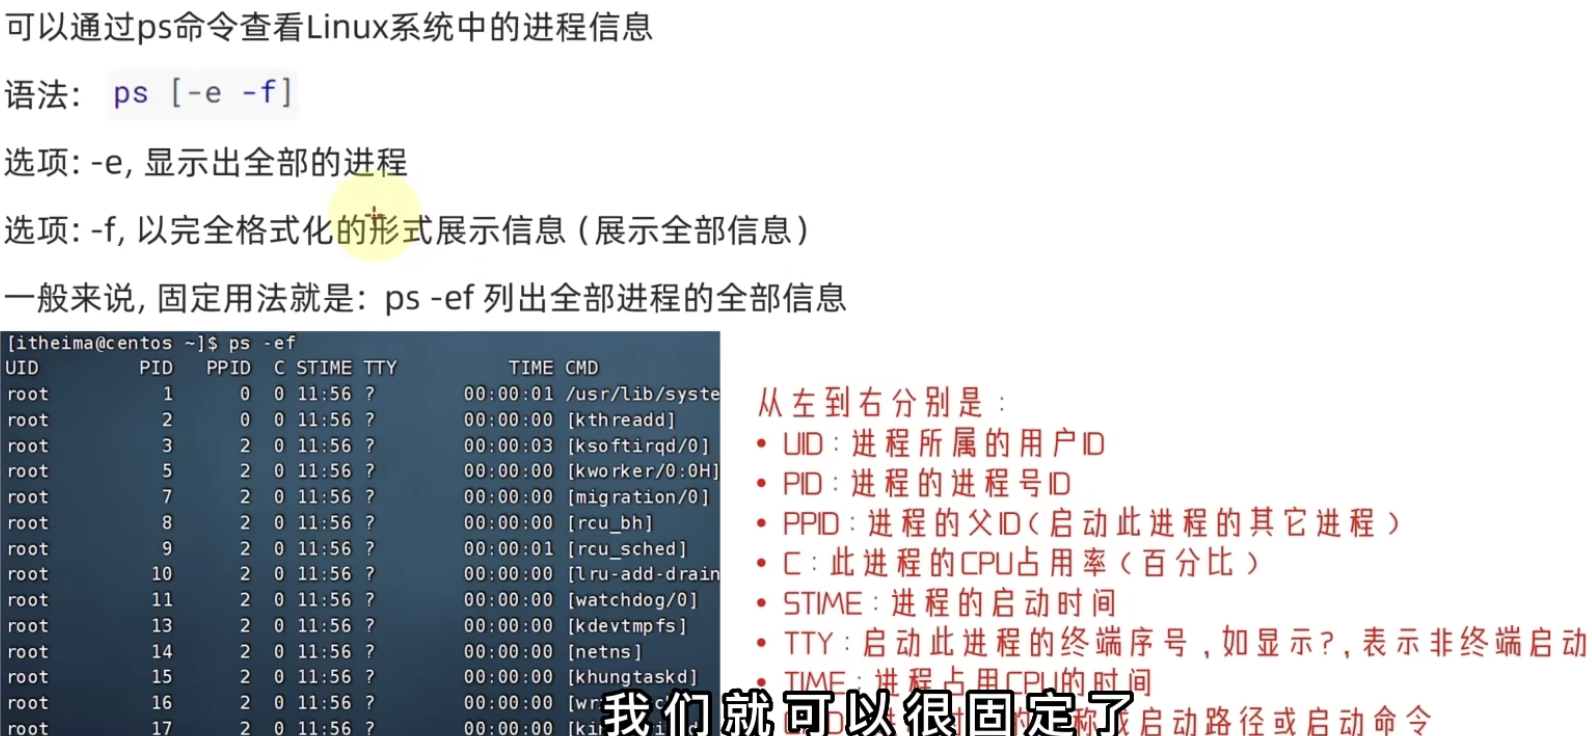 可以通过ps命令查看Linux系统中的进程信息
语法： ps [-e -f]
选项: -e, 显示出全部的进程
选项: -f, 以完全格式化的形式展示信息（展示全部信息）
一般来说, 固定用法就是：ps -ef 列出全部进程的全部信息
[itheima@centos ~]$ ps -ef
UID PID PPID C STIME TTY TIME CMD
root 1 0 0 11:56 ? 00:00:01 /usr/lib/syste
root 2 0 0 11:56 ? 00:00:00 [kthreadd]
root 3 2 0 11:56 ? 00:00:03 [ksoftirqd/0]
root 5 2 0 11:56 ? 00:00:00 [kworker/0:0H]
root 7 2 0 11:56 ? 00:00:00 [migration/0]
root 8 2 0 11:56 ? 00:00:00 [rcu_bh]
root 9 2 0 11:56 ? 00:00:01 [rcu_sched]
root 10 2 0 11:56 ? 00:00:00 [lru-add-drain
root 11 2 0 11:56 ? 00:00:00 [watchdog/0]
root 13 2 0 11:56 ? 00:00:00 [kdevtmpfs]
root 14 2 0 11:56 ? 00:00:00 [netns]
root 15 2 0 11:56 ? 00:00:00 [khungtaskd]
root 16 2 0 11:56 ? 00:00:00
root 17 2 0 11:56 ? 00:00:00
从左到右分别是：
• UID：进程所属的用户ID
• PID：进程的进程号ID
• PPID：进程的父ID（启动此进程的其它进程）
• C：此进程的CPU占用率（百分比）
• STIME：进程的启动时间
• TTY：启动此进程的终端序号，如显示?，表示非终端启动
• TIME：进程占用CPU的时间
称或启动路径或启动命令
我们就可以很固定了